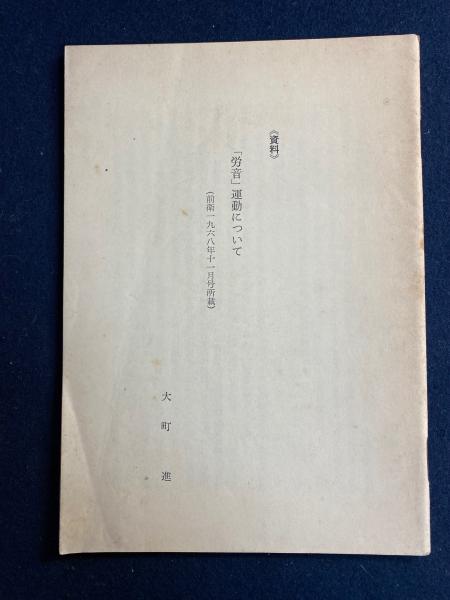 《資料》
「労音」運動について
(前衛一九六八年十一月号所載)
大町進